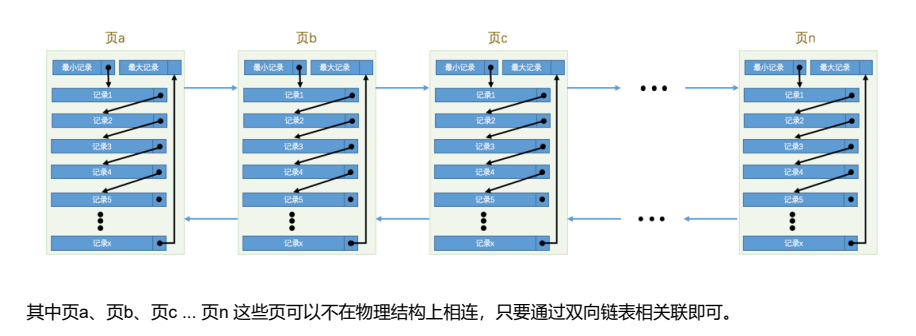 页a 页b 页c 页n
最小记录 最大记录 最小记录 最大记录 最小记录 最大记录 最小记录 最大记录
记录1 记录1 记录1 记录1
记录2 记录2 记录2 记录2
记录3 记录3 记录3 记录3
记录4 记录4 记录4 记录4
记录5 记录5 记录5 记录5
记录x 记录x 记录x 记录x
其中页a、页b、页c ... 页n 这些页可以不在物理结构上相连，只要通过双向链表相关联即可。